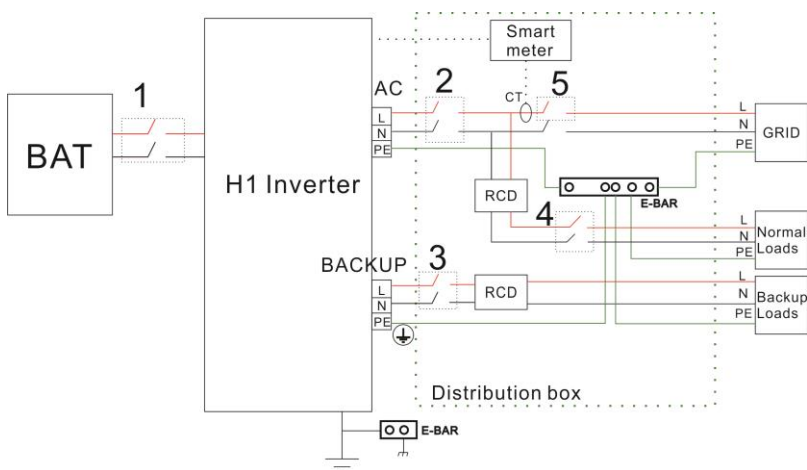 Smart
meter
1
AC
2
CT
5
L
N
PE
L
N
PE
GRID
BAT
H1 Inverter
RCD
E-BAR
4
L
N
PE
Normal
Loads
BACKUP
3
L
N
PE
RCD
L
N
PE
Backup
Loads
Distribution box
E-BAR